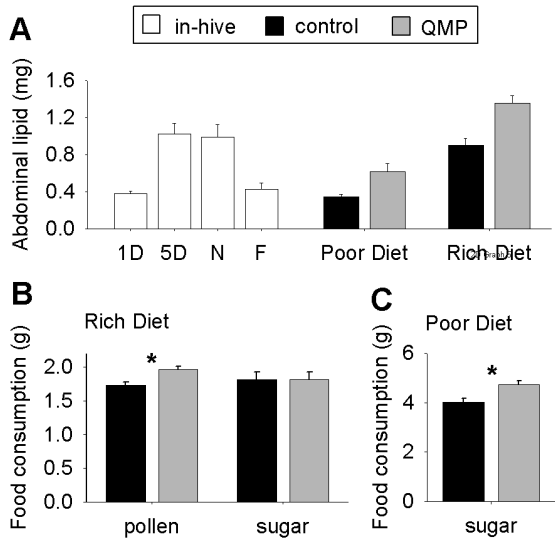 A
in-hive control QMP
Abdominal lipid (mg)
1.6
1.2
0.8
0.4
0.0
1D 5D N F Poor Diet Rich Diet
B
Rich Diet
Food consumption (g)
2.0
1.5
1.0
0.5
0.0
*
pollen sugar
C
Poor Diet
Food consumption (g)
6
4
2
0
*
sugar